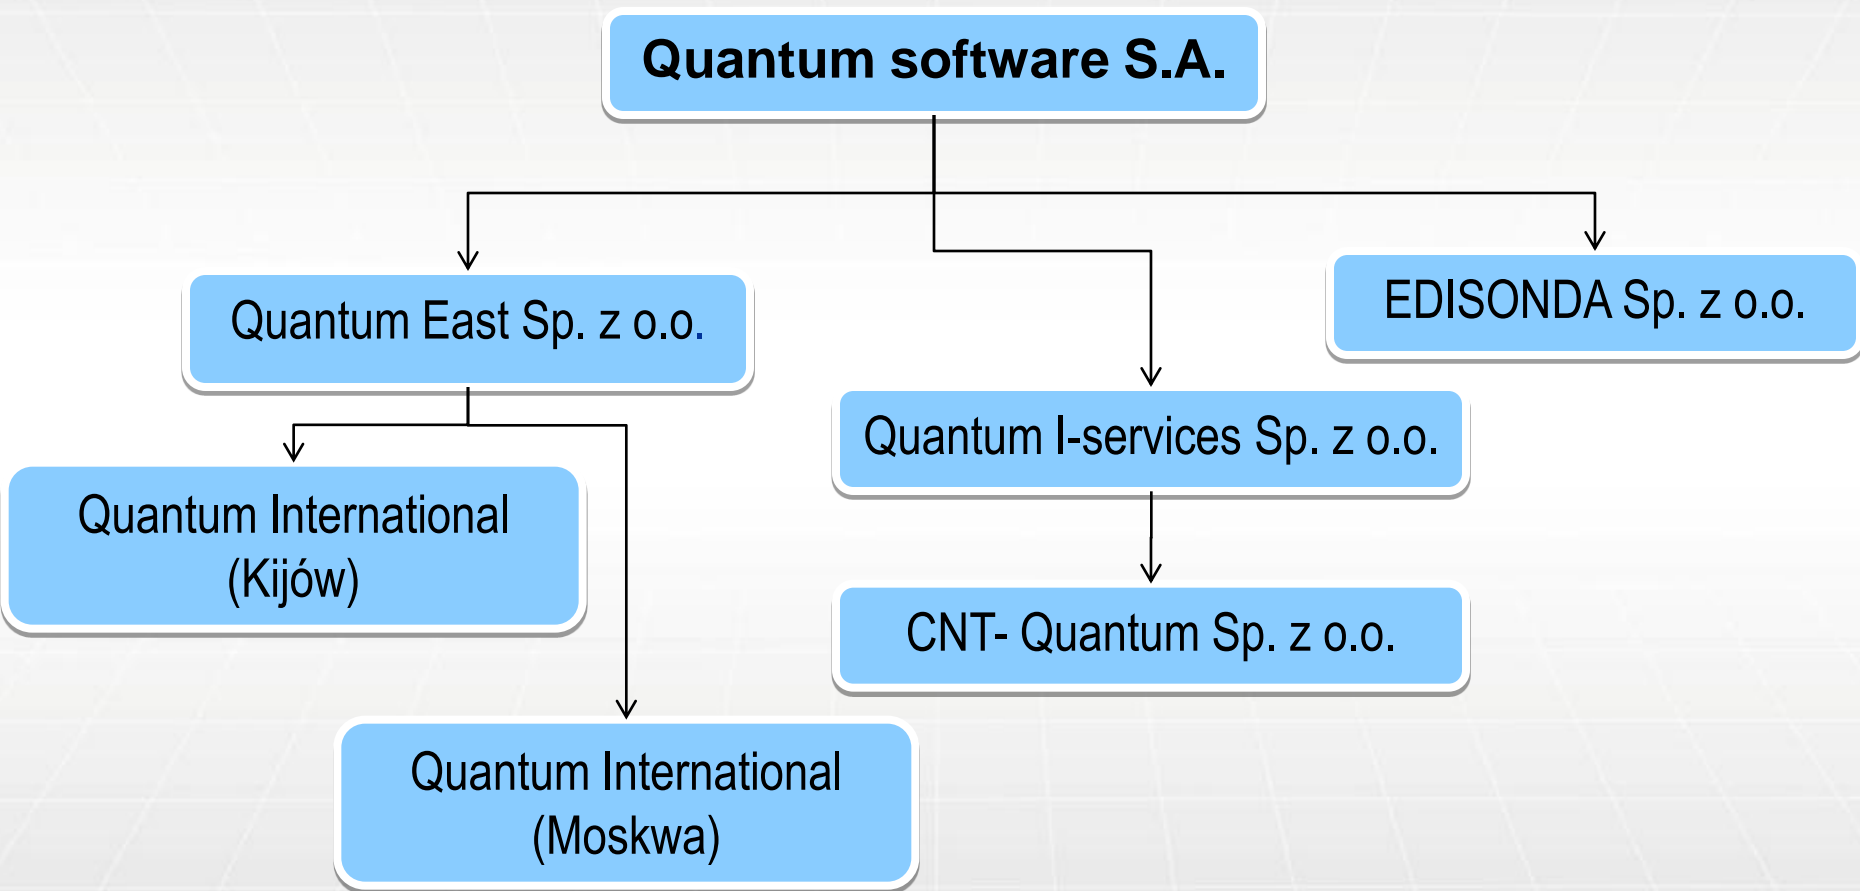 Quantum software S.A.
Quantum East Sp. z o.o.
EDISONDA Sp. z o.o.
Quantum I-services Sp. z o.o.
Quantum International
(Kijów)
CNT- Quantum Sp. z o.o.
Quantum International
(Moskwa)